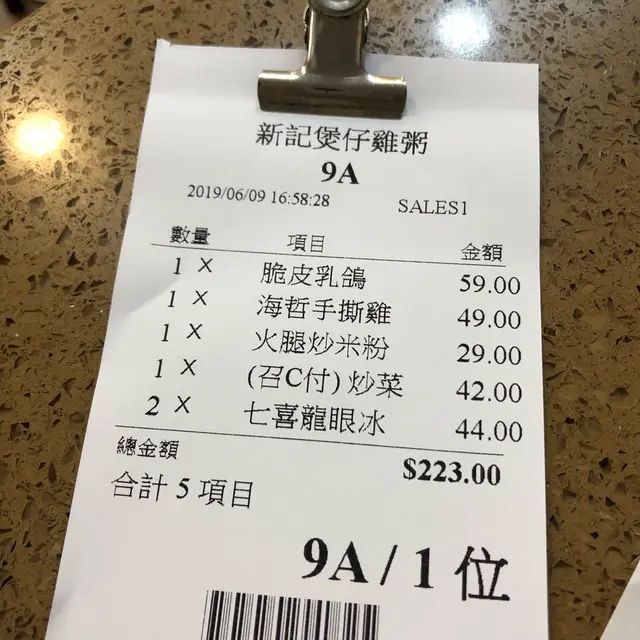 新記煲仔雞粥
9A
2019/06/09 16:58:28 SALES1
數量 項目 金額
1 X 脆皮乳鴿 59.00
1 X 海哲手撕雞 49.00
1 X 火腿炒米粉 29.00
1 X (召C付) 炒菜 42.00
2 X 七喜龍眼冰 44.00
總金額 $223.00
合計 5 項目
9A / 1 位